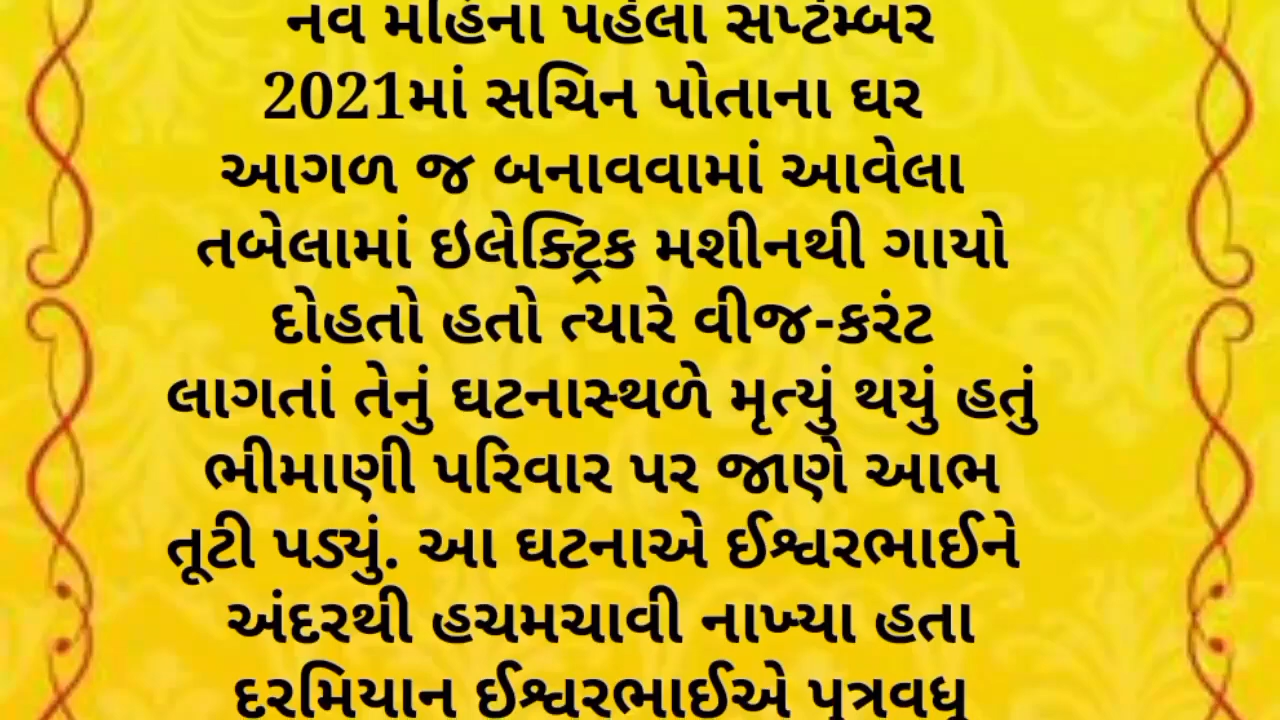 નવ મહિના પહેલા સપ્ટેમ્બર
2021માં સચિન પોતાના ઘર
આગળ જ બનાવવામાં આવેલા
તબેલામાં ઇલેક્ટ્રિક મશીનથી ગાયો
દોહતો હતો ત્યારે વીજ-કરંટ
લાગતાં તેનું ઘટનાસ્થળે મૃત્યું થયું હતું
ભીમાણી પરિવાર પર જાણે આભ
તૂટી પડ્યું. આ ઘટનાએ ઈશ્વરભાઈને
અંદરથી હચમચાવી નાખ્યા હતા
દરમિયાન ઈશ્વરભાઈએ પુત્રવધુ